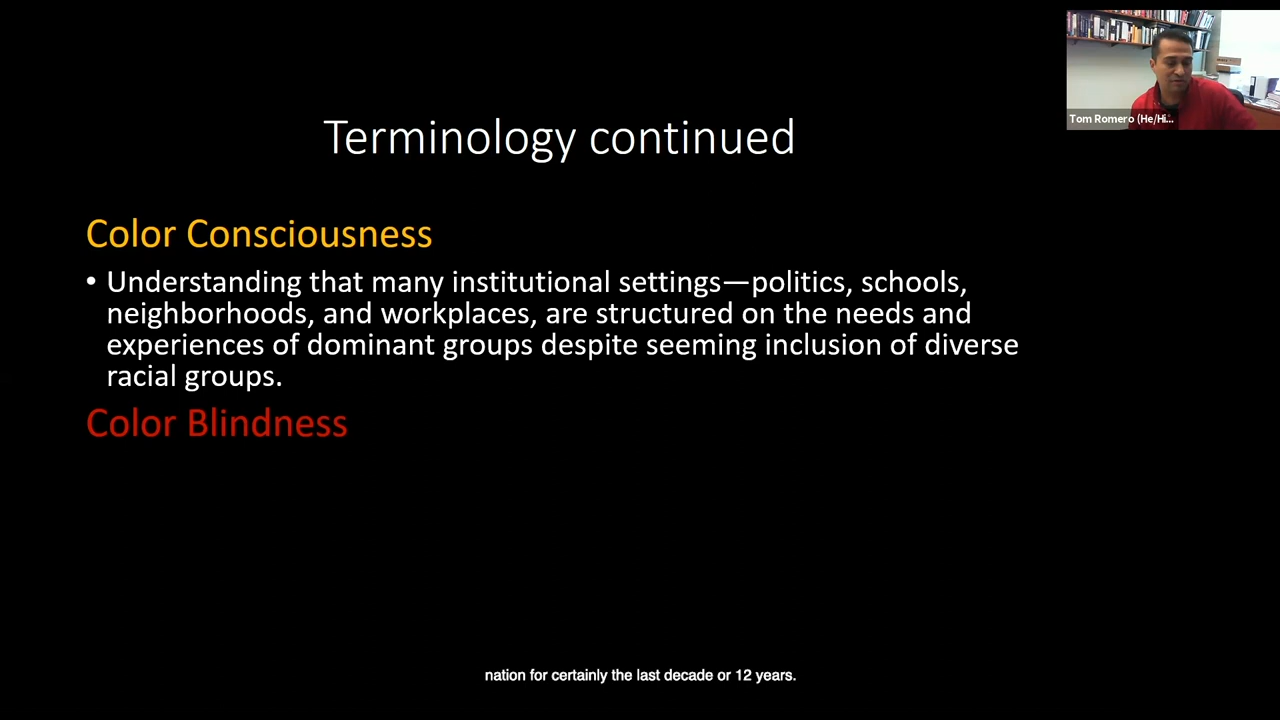 Tom Romero (He/Hi...
Terminology continued
Color Consciousness
• Understanding that many institutional settings—politics, schools,
neighborhoods, and workplaces, are structured on the needs and
experiences of dominant groups despite seeming inclusion of diverse
racial groups.
Color Blindness
nation for certainly the last decade or 12 years.